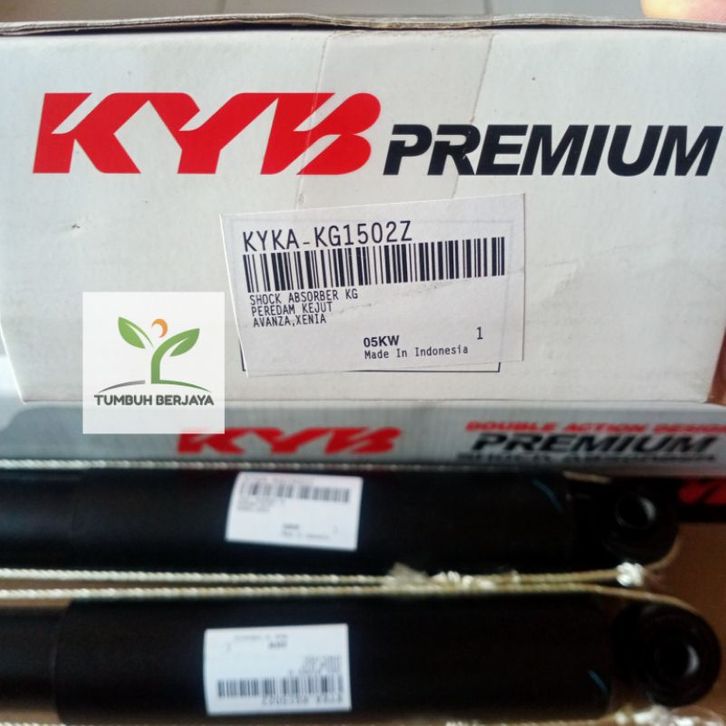 KYB PREMIUM
KYKA-KG1502Z
SHOCK ABSORBER KG
PEREDAM KEJUT
AVANZA,XENIA
05KW 1
Made In Indonesia
TUMBUH BERJAYA
DOUBLE ACTION DESIGN
KYB PREMIUM